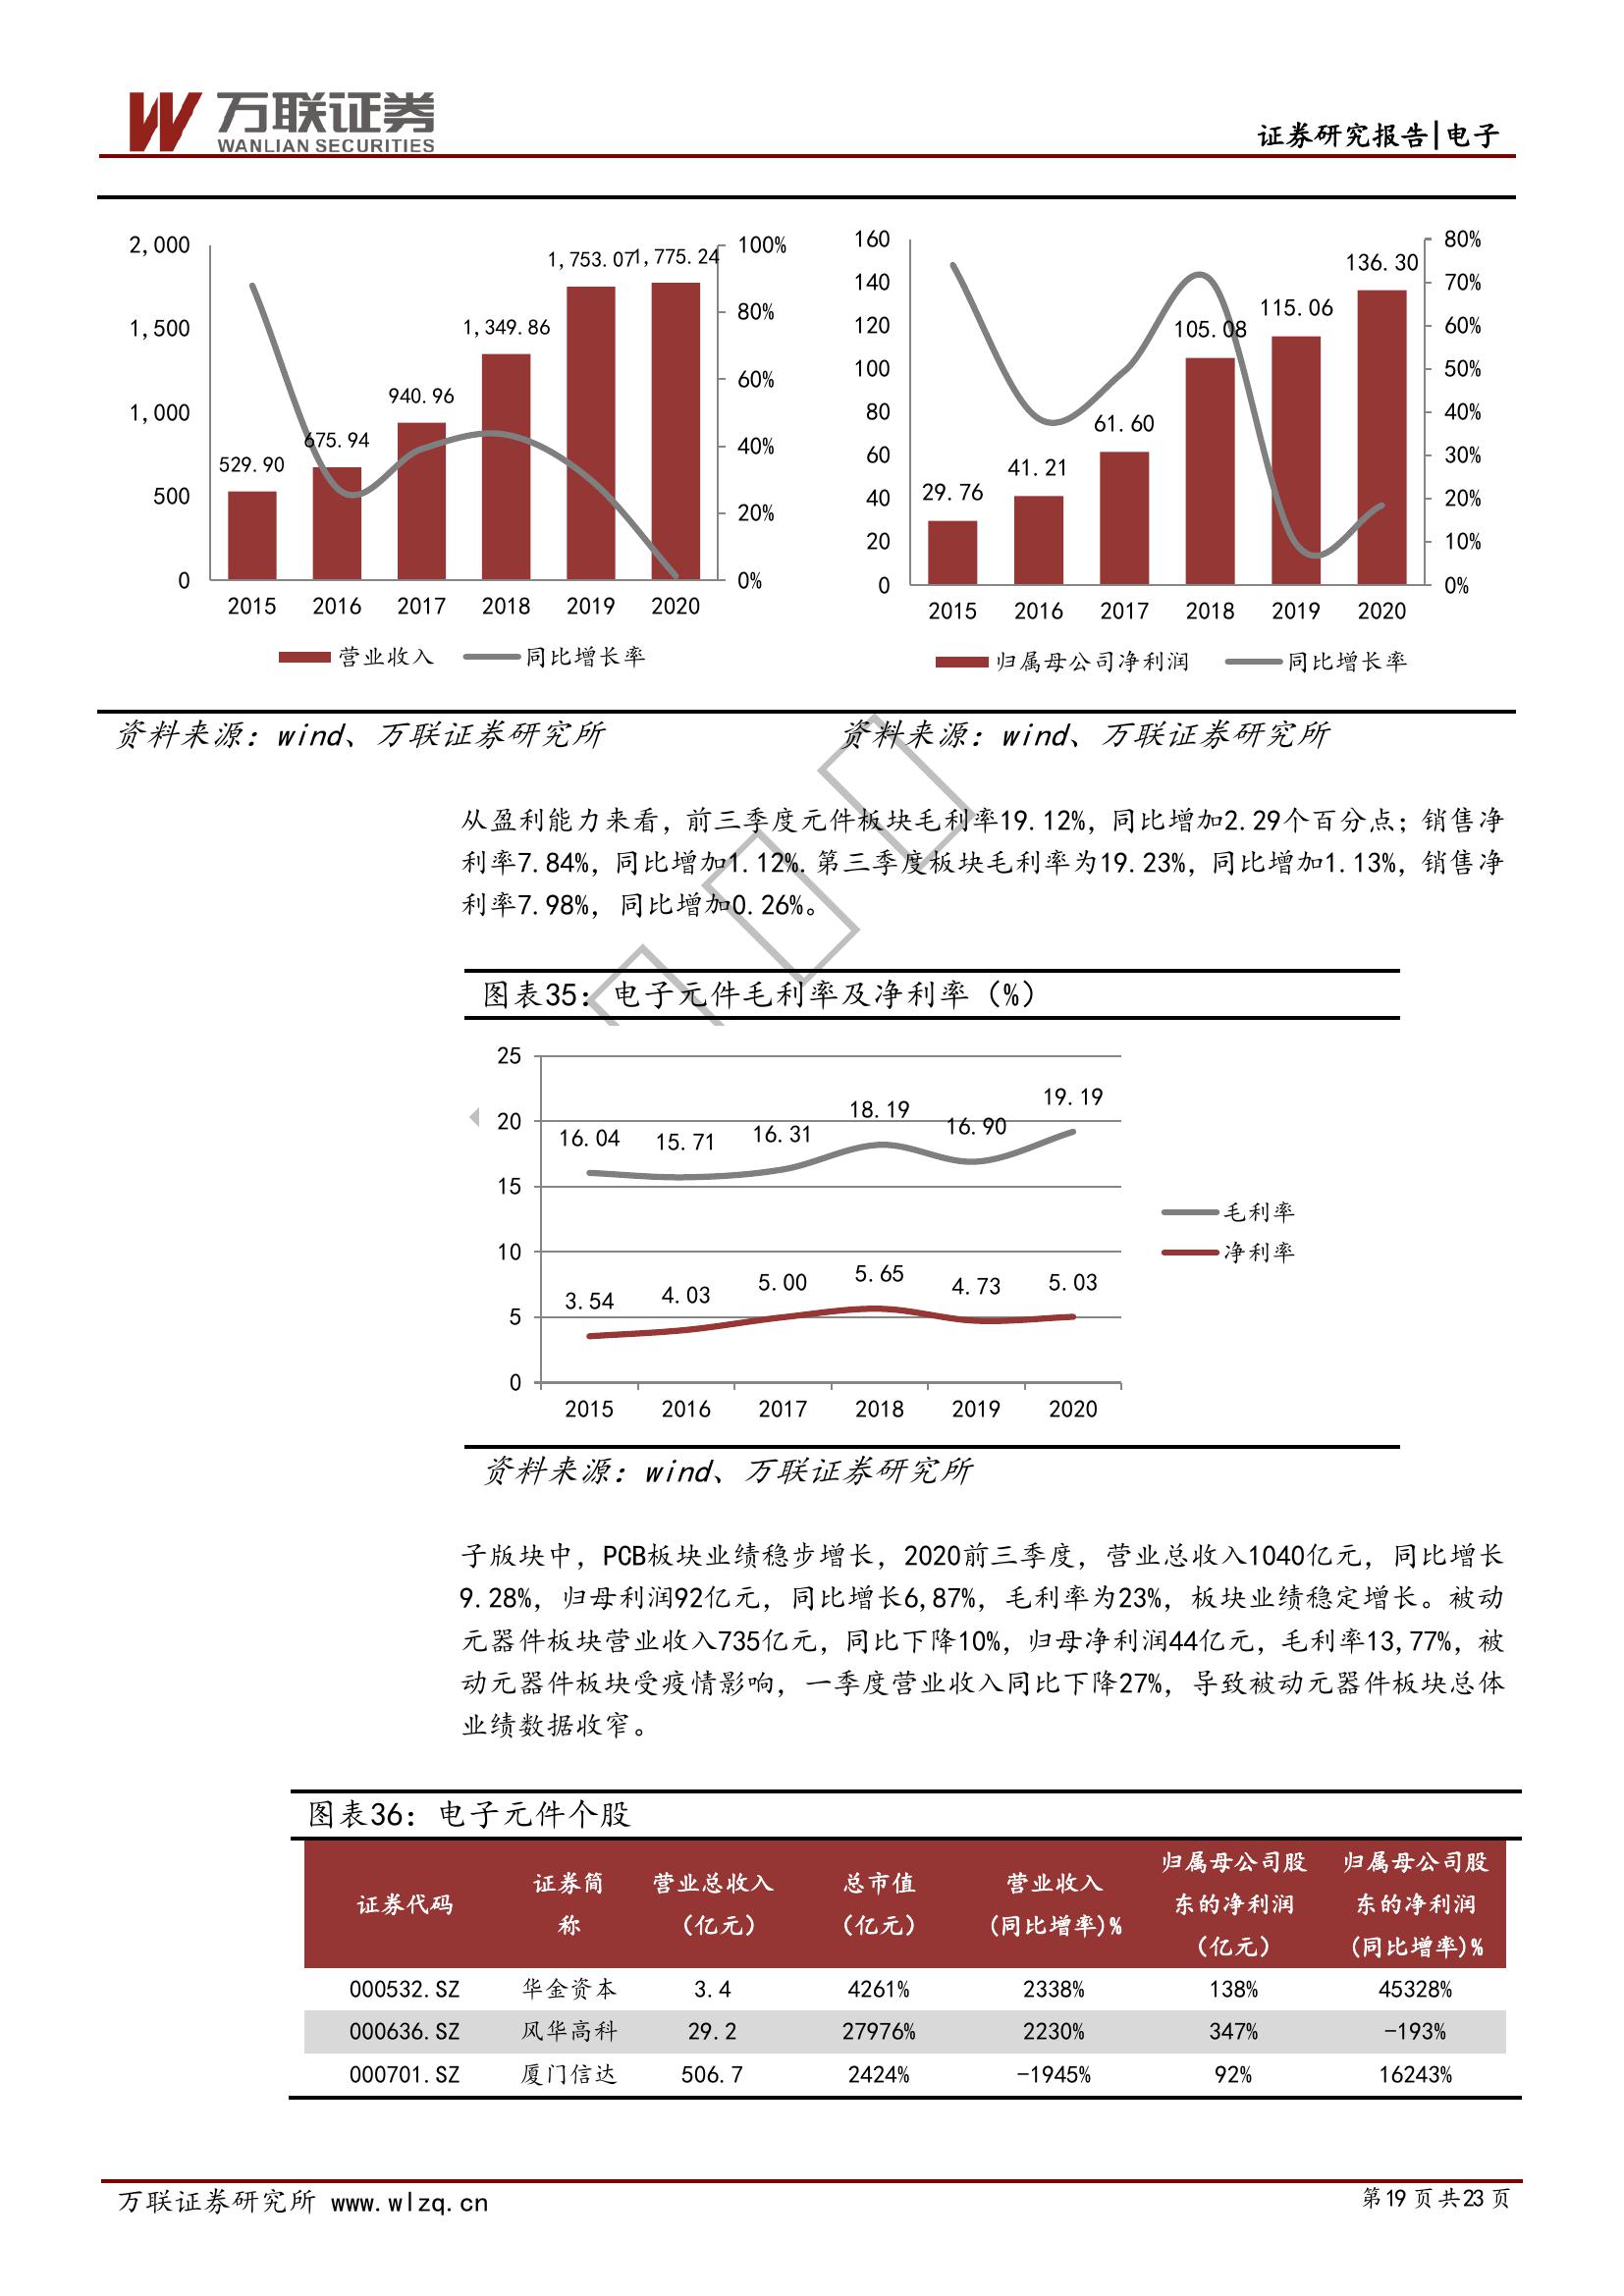 万联证券
WANLIAN SECURITIES
证券研究报告|电子
2,000
1,500
1,000
500
0
100%
80%
60%
40%
20%
0%
529.90
675.94
940.96
1,349.86
1,753.07
1,775.24
2015 2016 2017 2018 2019 2020
营业收入 同比增长率
160
140
120
100
80
60
40
20
0
80%
70%
60%
50%
40%
30%
20%
10%
0%
29.76
41.21
61.60
105.08
115.06
136.30
2015 2016 2017 2018 2019 2020
归属母公司净利润 同比增长率
资料来源：wind、万联证券研究所
资料来源：wind、万联证券研究所
从盈利能力来看，前三季度元件板块毛利率19.12%，同比增加2.29个百分点；销售净
利率7.84%，同比增加1.12%.第三季度板块毛利率为19.23%，同比增加1.13%，销售净
利率7.98%，同比增加0.26%。
图表35：电子元件毛利率及净利率（%）
25
20
15
10
5
0
16.04 15.71 16.31 18.19 16.90 19.19
3.54 4.03 5.00 5.65 4.73 5.03
2015 2016 2017 2018 2019 2020
毛利率
净利率
资料来源：wind、万联证券研究所
子版块中，PCB板块业绩稳步增长，2020前三季度，营业总收入1040亿元，同比增长
9.28%，归母利润92亿元，同比增长6,87%，毛利率为23%，板块业绩稳定增长。被动
元器件板块营业收入735亿元，同比下降10%，归母净利润44亿元，毛利率13,77%，被
动元器件板块受疫情影响，一季度营业收入同比下降27%，导致被动元器件板块总体
业绩数据收窄。
图表36：电子元件个股
证券代码 证券简称 营业总收入（亿元） 总市值（亿元） 营业收入(同比增率)% 归属母公司股东的净利润（亿元） 归属母公司股东的净利润(同比增率)%
000532.SZ 华金资本 3.4 4261% 2338% 138% 45328%
000636.SZ 风华高科 29.2 27976% 2230% 347% -193%
000701.SZ 厦门信达 506.7 2424% -1945% 92% 16243%
万联证券研究所 www.wlzq.cn
第19页共23页